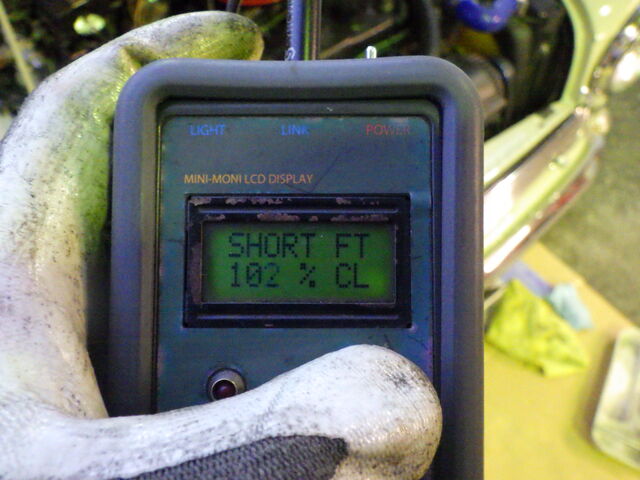 LIGHT LINK POWER
MINI-MONI LCD DISPLAY
SHORT FT
102 % CL